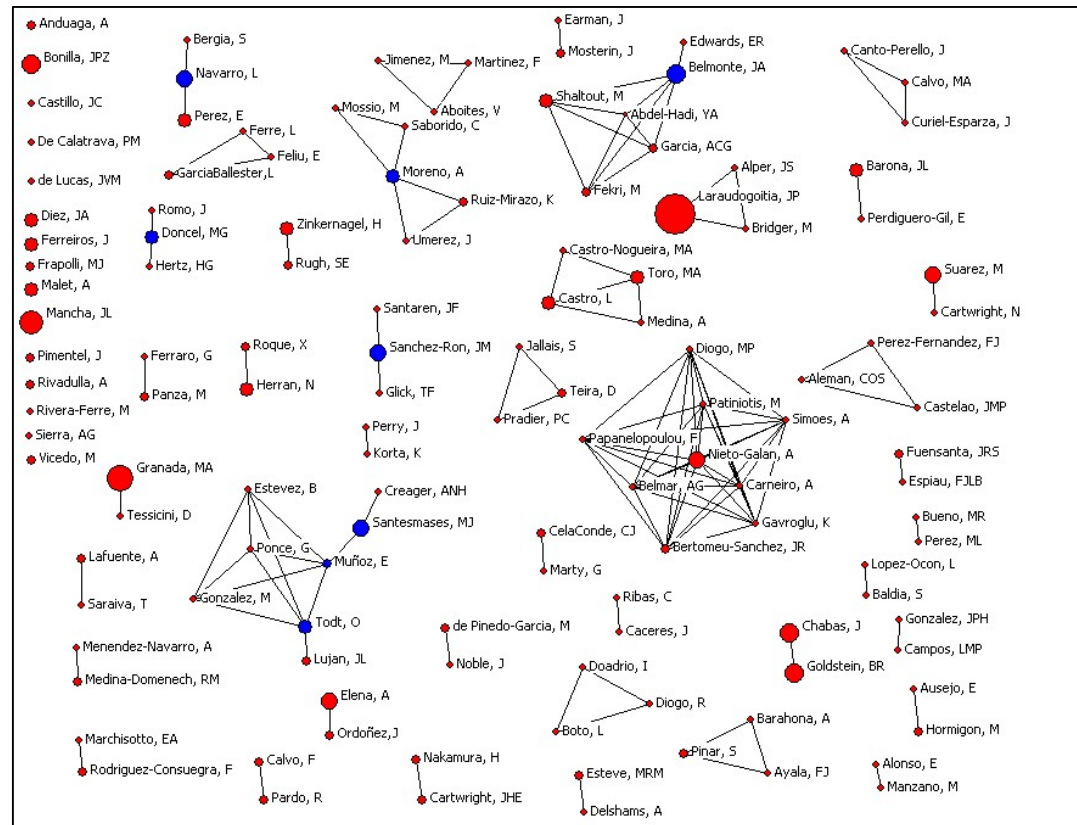 Anduaga, A
Bonilla, JPZ
Castillo, JC
De Calatrava, PM
de Lucas, JVM
Diez, JA
Ferreiros, J
Frapolli, MJ
Malet, A
Mancha, JL
Pimentel, J
Rivadulla, A
Rivera-Ferre, M
Sierra, AG
Vicedo, M
Bergia, S
Navarro, L
Perez, E
Ferre, L
Feliu, E
GarciaBallester,L
Romo, J
Doncel, MG
Hertz, HG
Zinkernagel, H
Rugh, SE
Jimenez, M
Martinez, F
Aboites, V
Mossio, M
Saborido, C
Moreno, A
Ruiz-Mirazo, K
Umerez, J
Earman, J
Mosterin, J
Edwards, ER
Belmonte, JA
Shaltout, M
Abdel-Hadi, YA
Garcia, ACG
Fekri, M
Canto-Perello, J
Calvo, MA
Curiel-Esparza, J
Alper, JS
Laraudogoitia, JP
Bridger, M
Barona, JL
Perdiguero-Gil, E
Castro-Nogueira, MA
Toro, MA
Castro, L
Medina, A
Suarez, M
Cartwright, N
Ferraro, G
Panza, M
Roque, X
Herran, N
Santaren, JF
Sanchez-Ron, JM
Glick, TF
Perry, J
Korta, K
Jallais, S
Teira, D
Pradier, PC
Diogo, MP
Patiniotis, M
Simoes, A
Papanelopoulou, F
Nieto-Galan, A
Belmar, AG
Carneiro, A
Gavroglu, K
Bertomeu-Sanchez, JR
Perez-Fernandez, FJ
Aleman, COS
Castelao, JMP
Fuensanta, JRS
Espiau, FJLB
Bueno, MR
Perez, ML
Granada, MA
Tessicini, D
Estevez, B
Creager, ANH
Santesmases, MJ
Ponce, G
Muñoz, E
Gonzalez, M
Todt, O
Lujan, JL
Lafuente, A
Saraiva, T
CelaConde, CJ
Marty, G
Lopez-Ocon, L
Baldia, S
Ribas, C
Caceres, J
Chabas, J
Goldstein, BR
Gonzalez, JPH
Campos, LMP
Menendez-Navarro, A
Medina-Domenech, RM
de Pinedo-Garcia, M
Noble, J
Doadrio, I
Diogo, R
Boto, L
Elena, A
Ordoñez,J
Ausejo, E
Hormigon, M
Barahona, A
Pinar, S
Ayala, FJ
Marchisotto, EA
Rodriguez-Consuegra, F
Calvo, F
Pardo, R
Nakamura, H
Cartwright, JHE
Esteve, MRM
Delshams, A
Alonso, E
Manzano, M